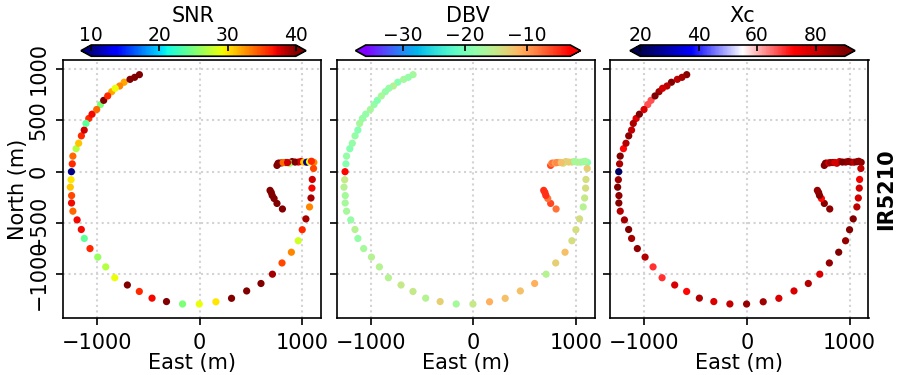 SNR DBV Xc
10 20 30 40 −30 −20 −10 20 40 60 80
1000
500
0
−500
−1000
North (m)
−1000 0 1000 −1000 0 1000 −1000 0 1000
East (m) East (m) East (m)
IR5210